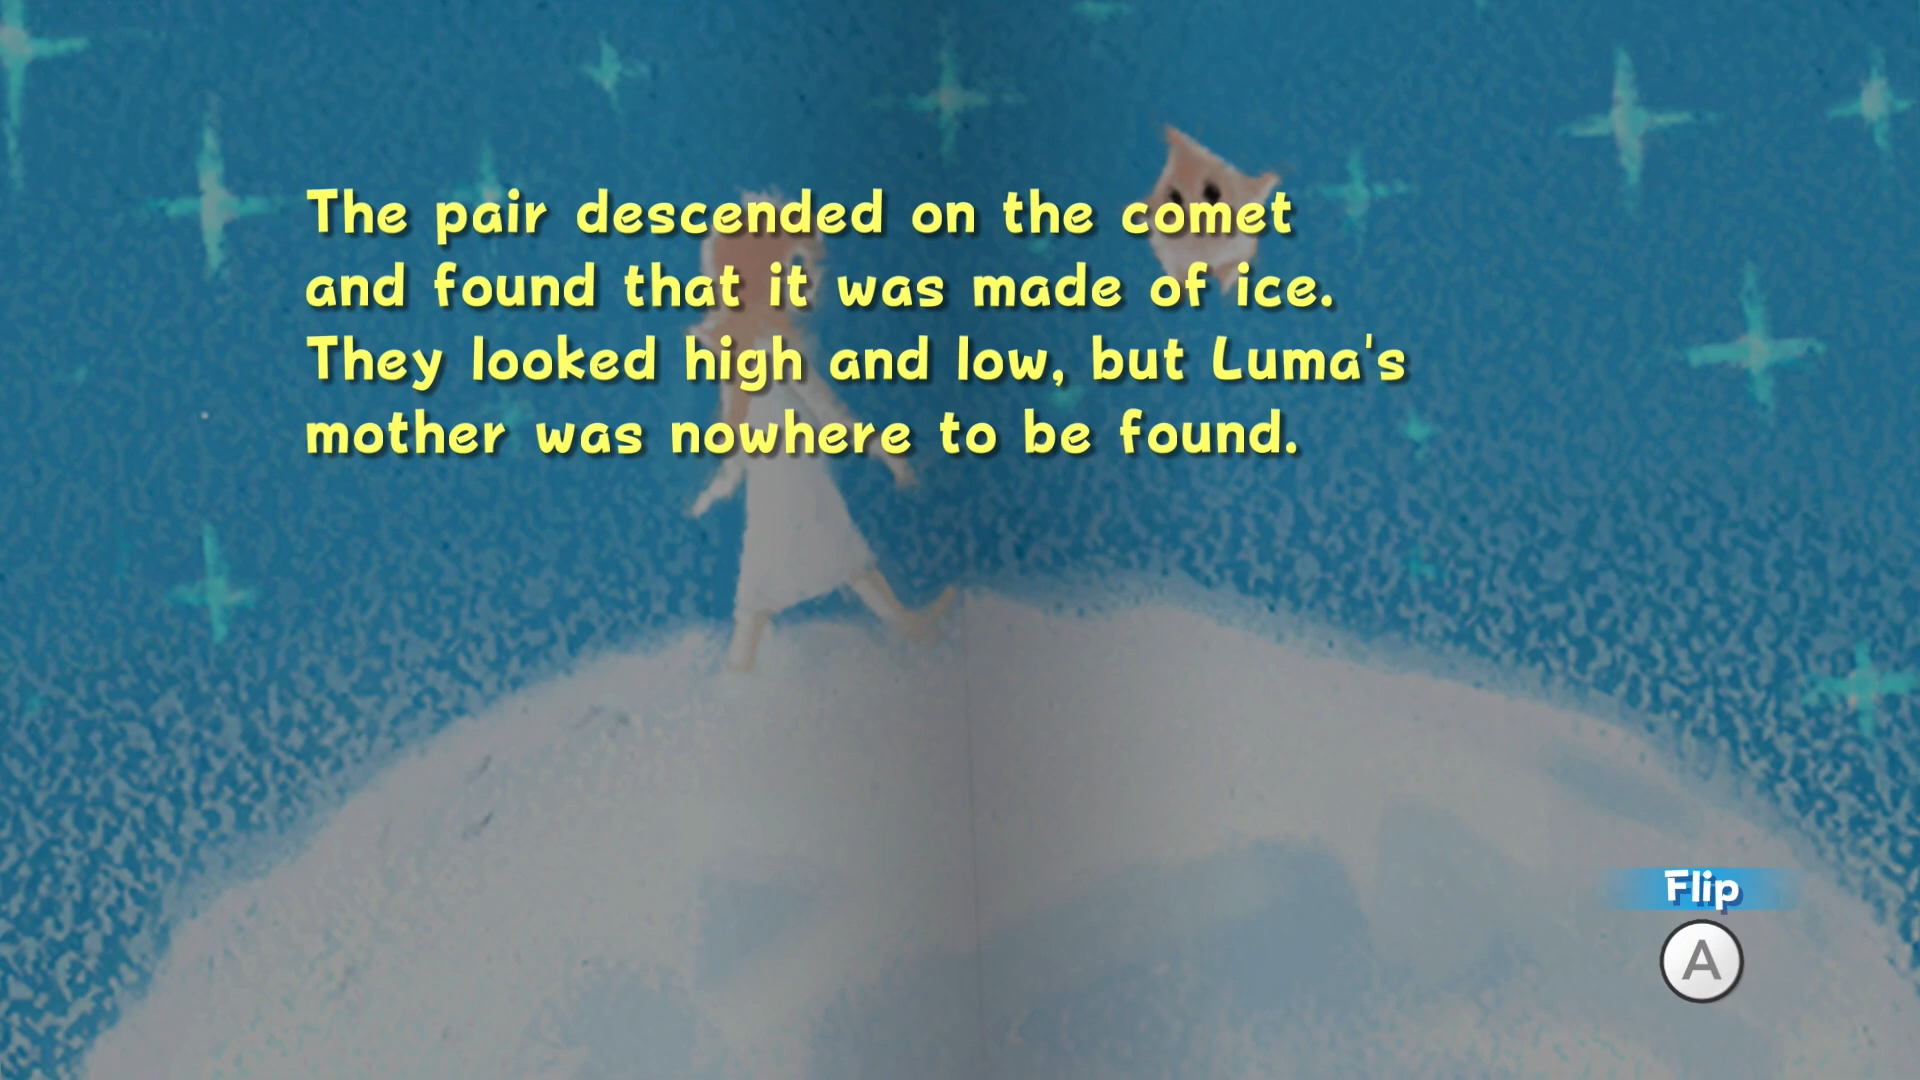 The pair descended on the comet
and found that it was made of ice.
They looked high and low, but Luma's
mother was nowhere to be found.
Flip
A